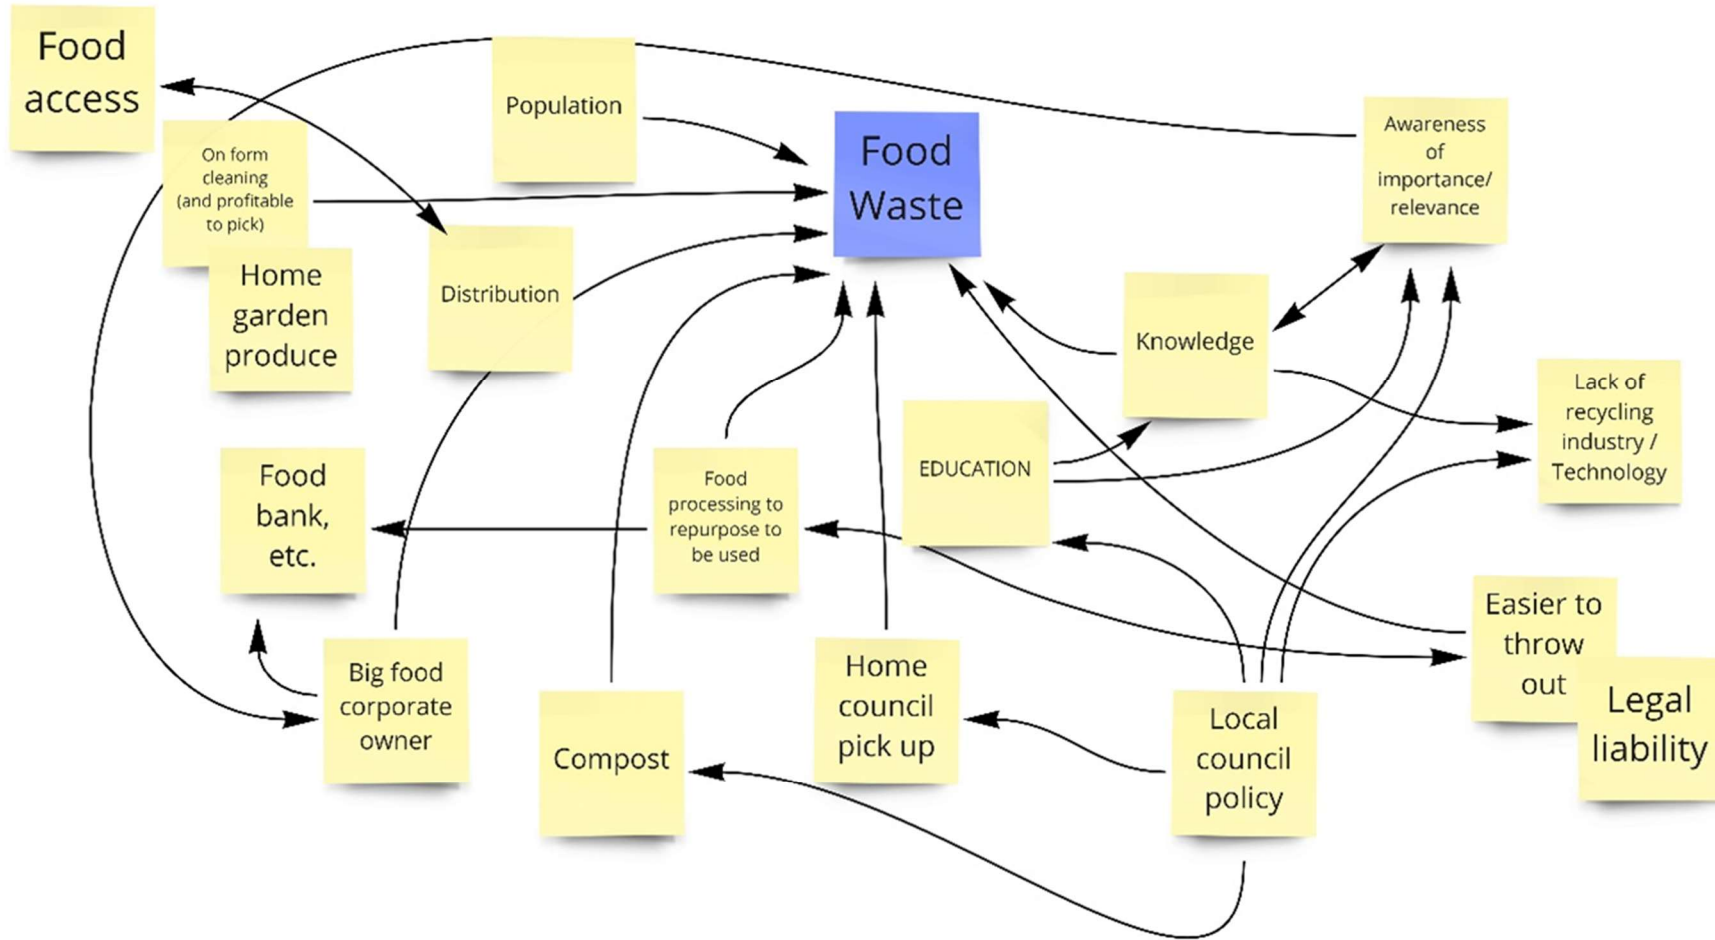 Food
access
Population
On form
cleaning
(and profitable
to pick)
Home
garden
produce
Distribution
Food
Waste
Awareness
of
importance/
relevance
Knowledge
Lack of
recycling
industry /
Technology
EDUCATION
Food
bank,
etc.
Food
processing to
repurpose to
be used
Big food
corporate
owner
Compost
Home
council
pick up
Local
council
policy
Easier to
throw
out
Legal
liability